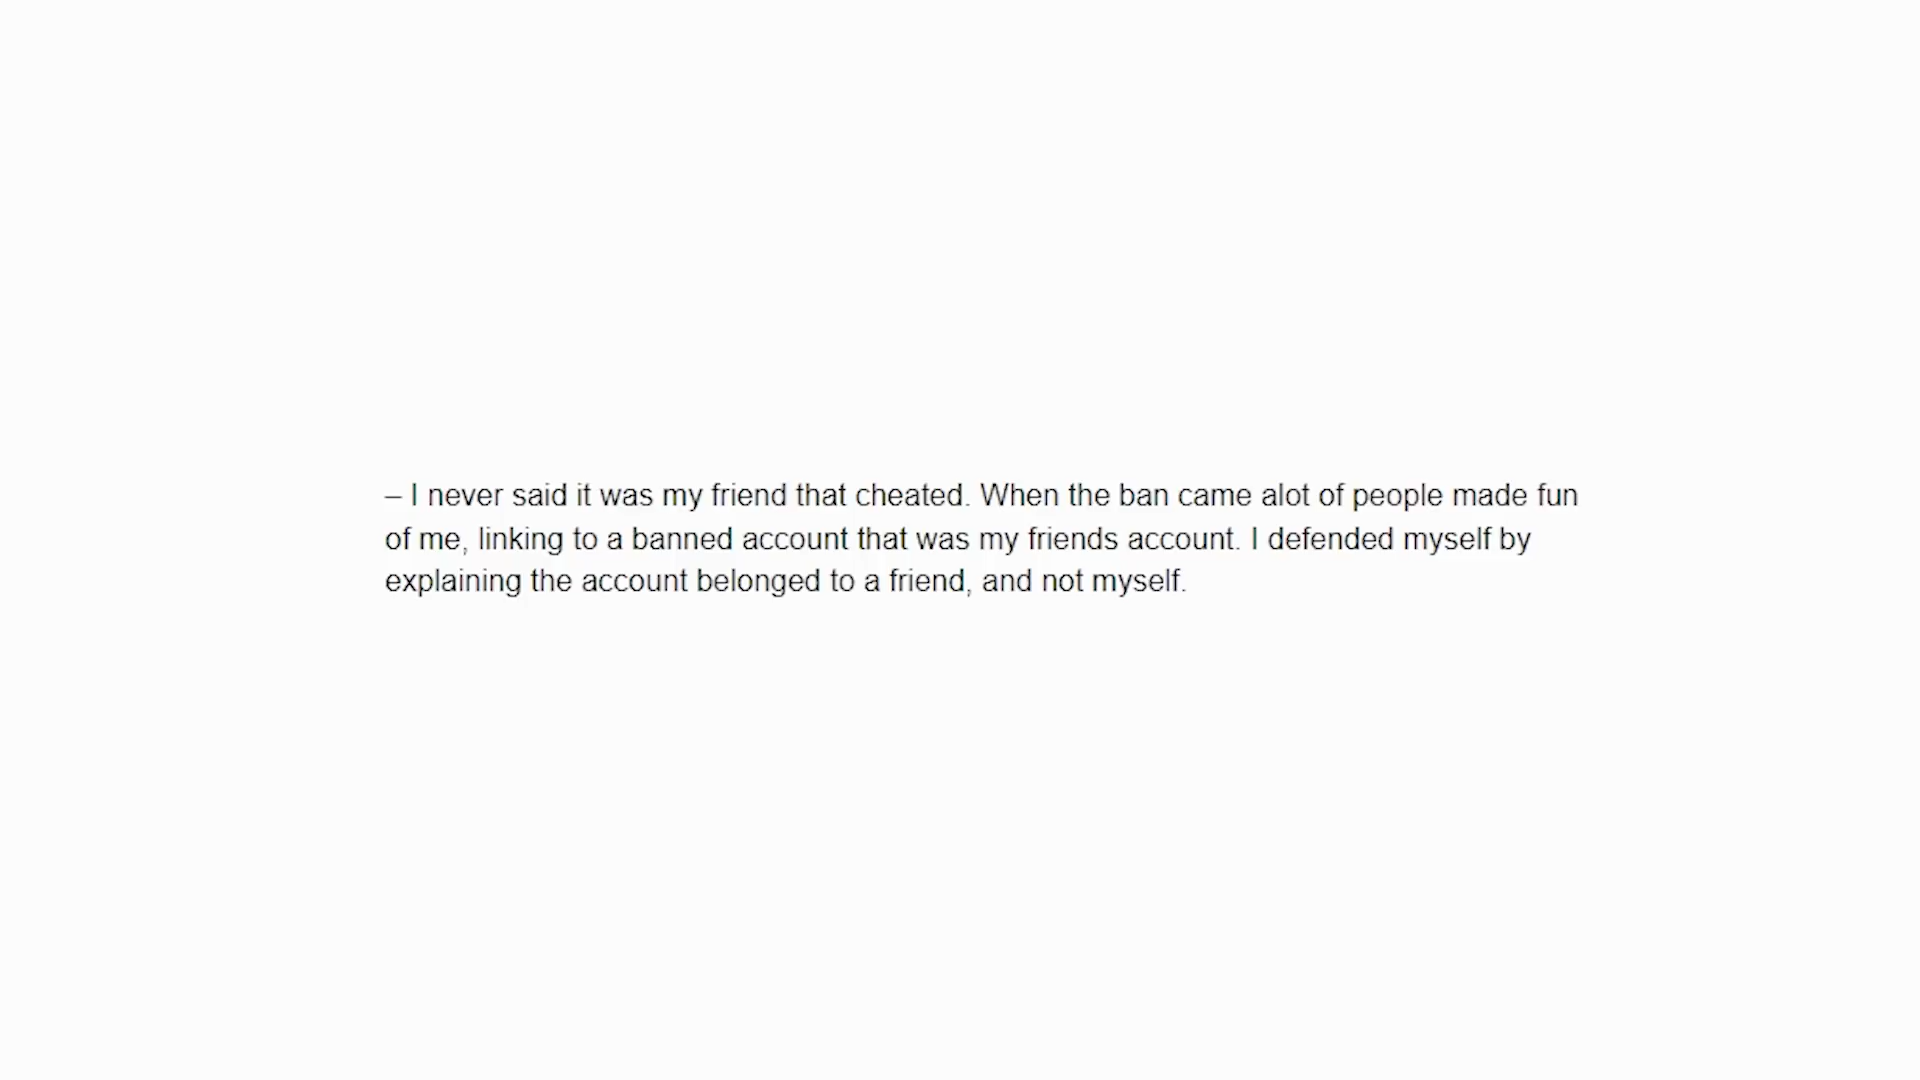 – I never said it was my friend that cheated. When the ban came alot of people made fun
of me, linking to a banned account that was my friends account. I defended myself by
explaining the account belonged to a friend, and not myself.